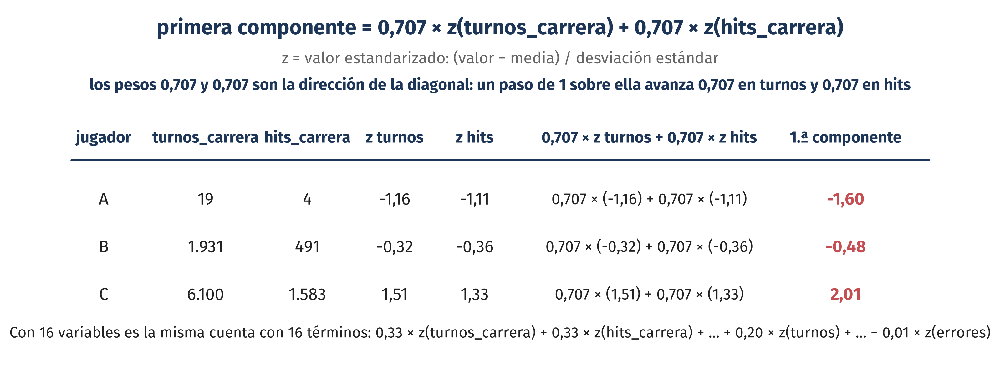 primera componente = 0,707 × z(turnos_carrera) + 0,707 × z(hits_carrera)
z = valor estandarizado: (valor − media) / desviación estándar
los pesos 0,707 y 0,707 son la dirección de la diagonal: un paso de 1 sobre ella avanza 0,707 en turnos y 0,707 en hits
jugador turnos_carrera hits_carrera z turnos z hits 0,707 × z turnos + 0,707 × z hits 1.ª componente
A 19 4 -1,16 -1,11 0,707 × (-1,16) + 0,707 × (-1,11) -1,60
B 1.931 491 -0,32 -0,36 0,707 × (-0,32) + 0,707 × (-0,36) -0,48
C 6.100 1.583 1,51 1,33 0,707 × (1,51) + 0,707 × (1,33) 2,01
Con 16 variables es la misma cuenta con 16 términos: 0,33 × z(turnos_carrera) + 0,33 × z(hits_carrera) + ... + 0,20 × z(turnos) + ... − 0,01 × z(errores)